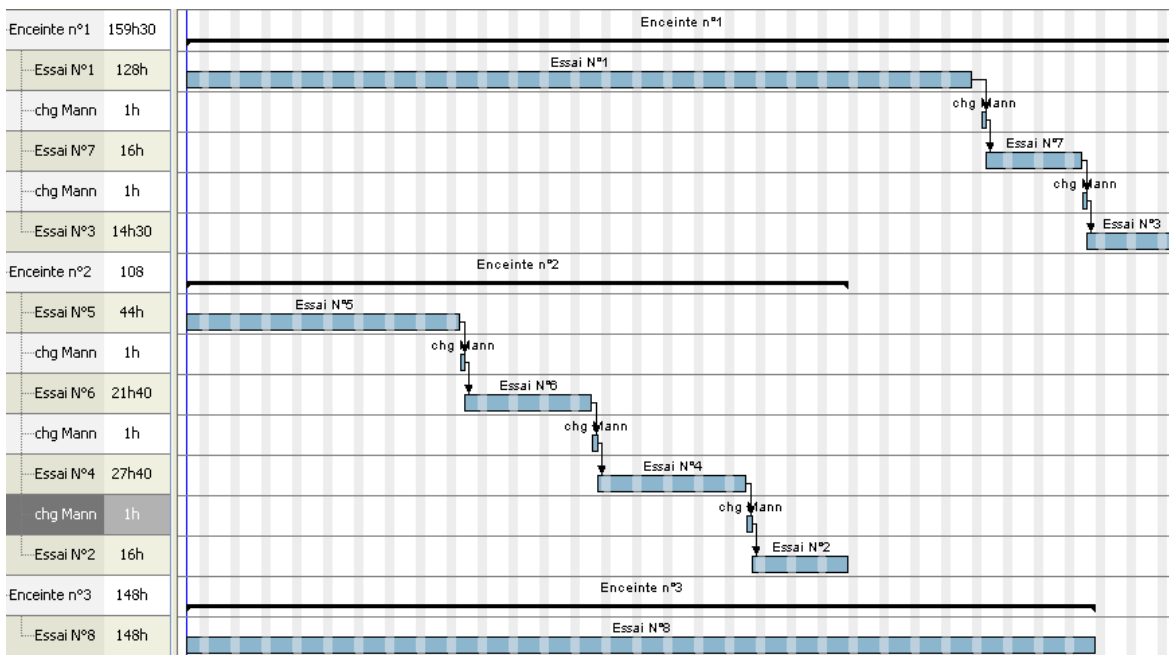 Enceinte n°1 159h30 Enceinte n°1
Essai N°1 128h Essai N°1
chg Mann 1h chg Mann
Essai N°7 16h Essai N°7
chg Mann 1h chg Mann
Essai N°3 14h30 Essai N°3
Enceinte n°2 108 Enceinte n°2
Essai N°5 44h Essai N°5
chg Mann 1h chg Mann
Essai N°6 21h40 Essai N°6
chg Mann 1h chg Mann
Essai N°4 27h40 Essai N°4
chg Mann 1h chg Mann
Essai N°2 16h Essai N°2
Enceinte n°3 148h Enceinte n°3
Essai N°8 148h Essai N°8